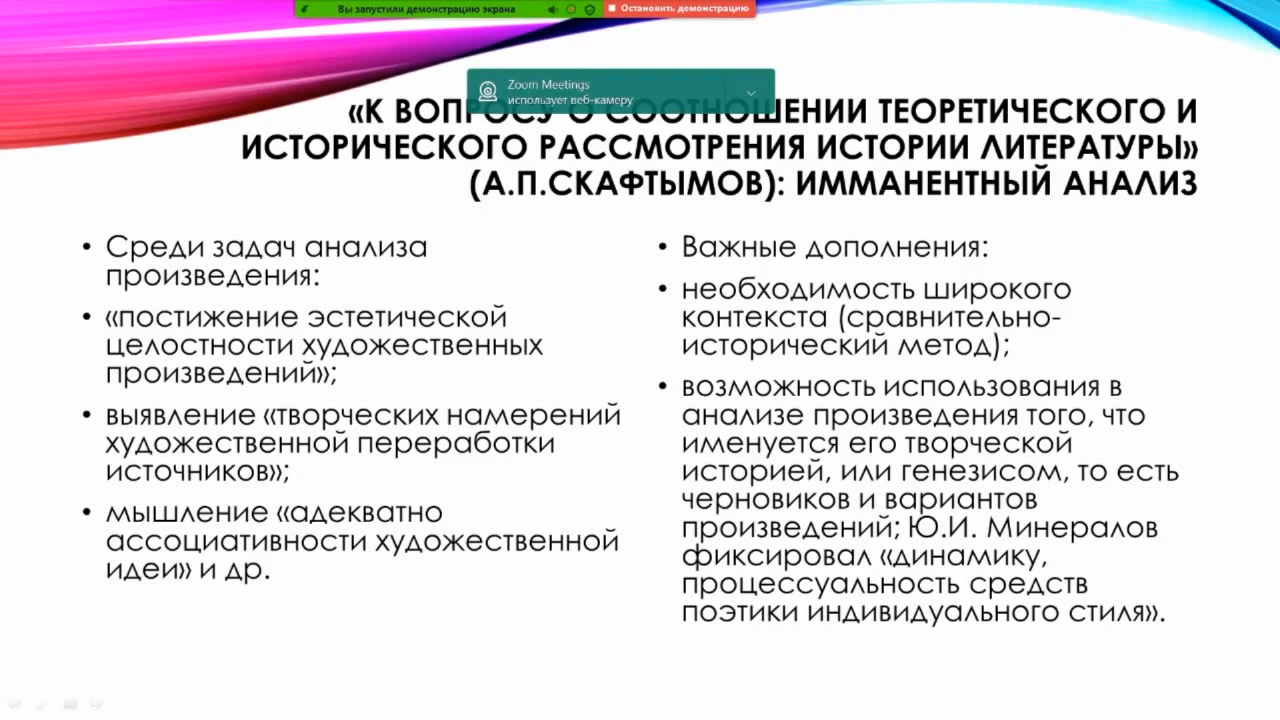 Вы запустили демонстрацию экрана
Остановить демонстрацию
Zoom Meetings
использует веб-камеру
«К ВОПРОСУ О СООТНОШЕНИИ ТЕОРЕТИЧЕСКОГО И
ИСТОРИЧЕСКОГО РАССМОТРЕНИЯ ИСТОРИИ ЛИТЕРАТУРЫ»
(А.П.СКАФТЫМОВ): ИММАНЕНТНЫЙ АНАЛИЗ
• Среди задач анализа
произведения:
• «постижение эстетической
целостности художественных
произведений»;
• выявление «творческих намерений
художественной переработки
источников»;
• мышление «адекватно
ассоциативности художественной
идеи» и др.
• Важные дополнения:
• необходимость широкого
контекста (сравнительно-
исторический метод);
• возможность использования в
анализе произведения того, что
именуется его творческой
историей, или генезисом, то есть
черновиков и вариантов
произведений; Ю.И. Минералов
фиксировал «динамику,
процессуальность средств
поэтики индивидуального стиля».